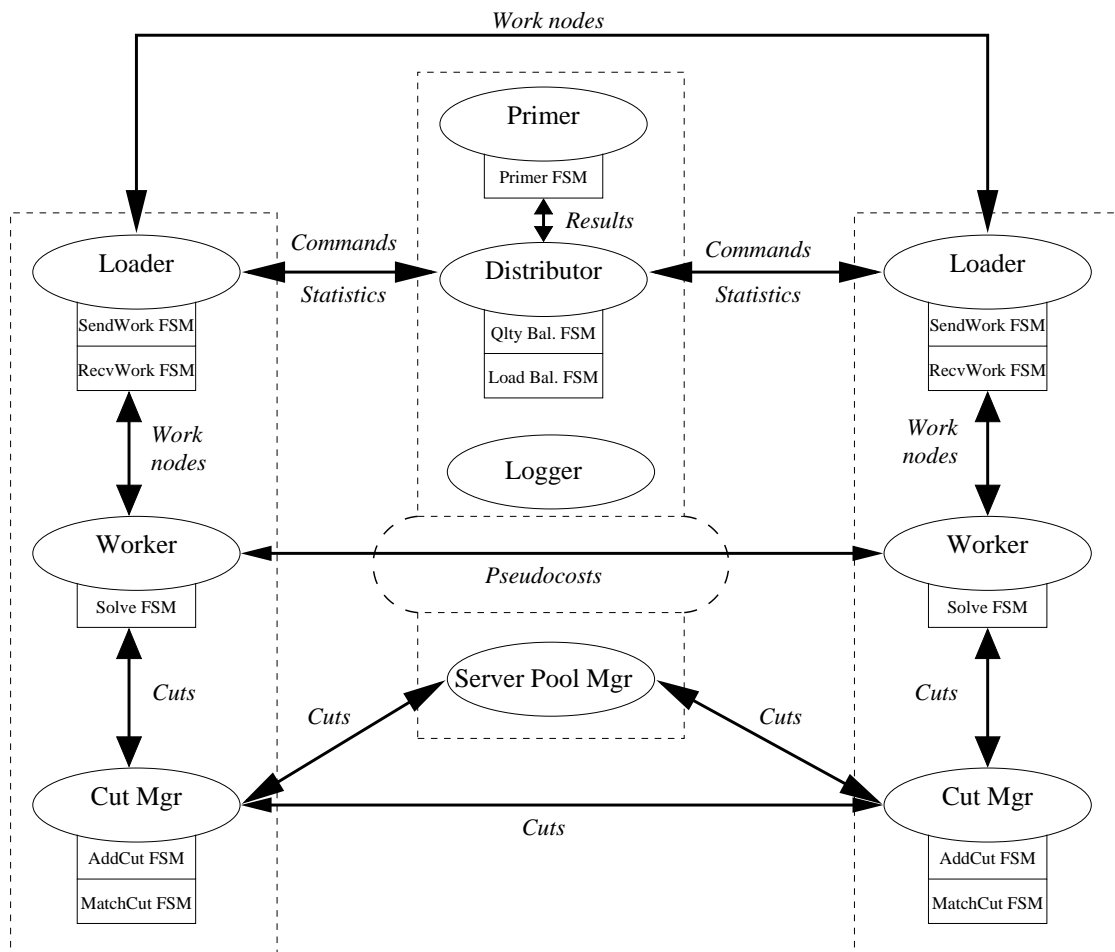 Work nodes
Primer
Primer FSM
Results
Loader
Commands
Distributor
Commands
Loader
Statistics
Statistics
SendWork FSM
Qlty Bal. FSM
SendWork FSM
RecvWork FSM
Load Bal. FSM
RecvWork FSM
Work
nodes
Logger
Work
nodes
Worker
Pseudocosts
Worker
Solve FSM
Solve FSM
Cuts
Server Pool Mgr
Cuts
Cuts
Cuts
Cut Mgr
Cuts
Cut Mgr
AddCut FSM
AddCut FSM
MatchCut FSM
MatchCut FSM